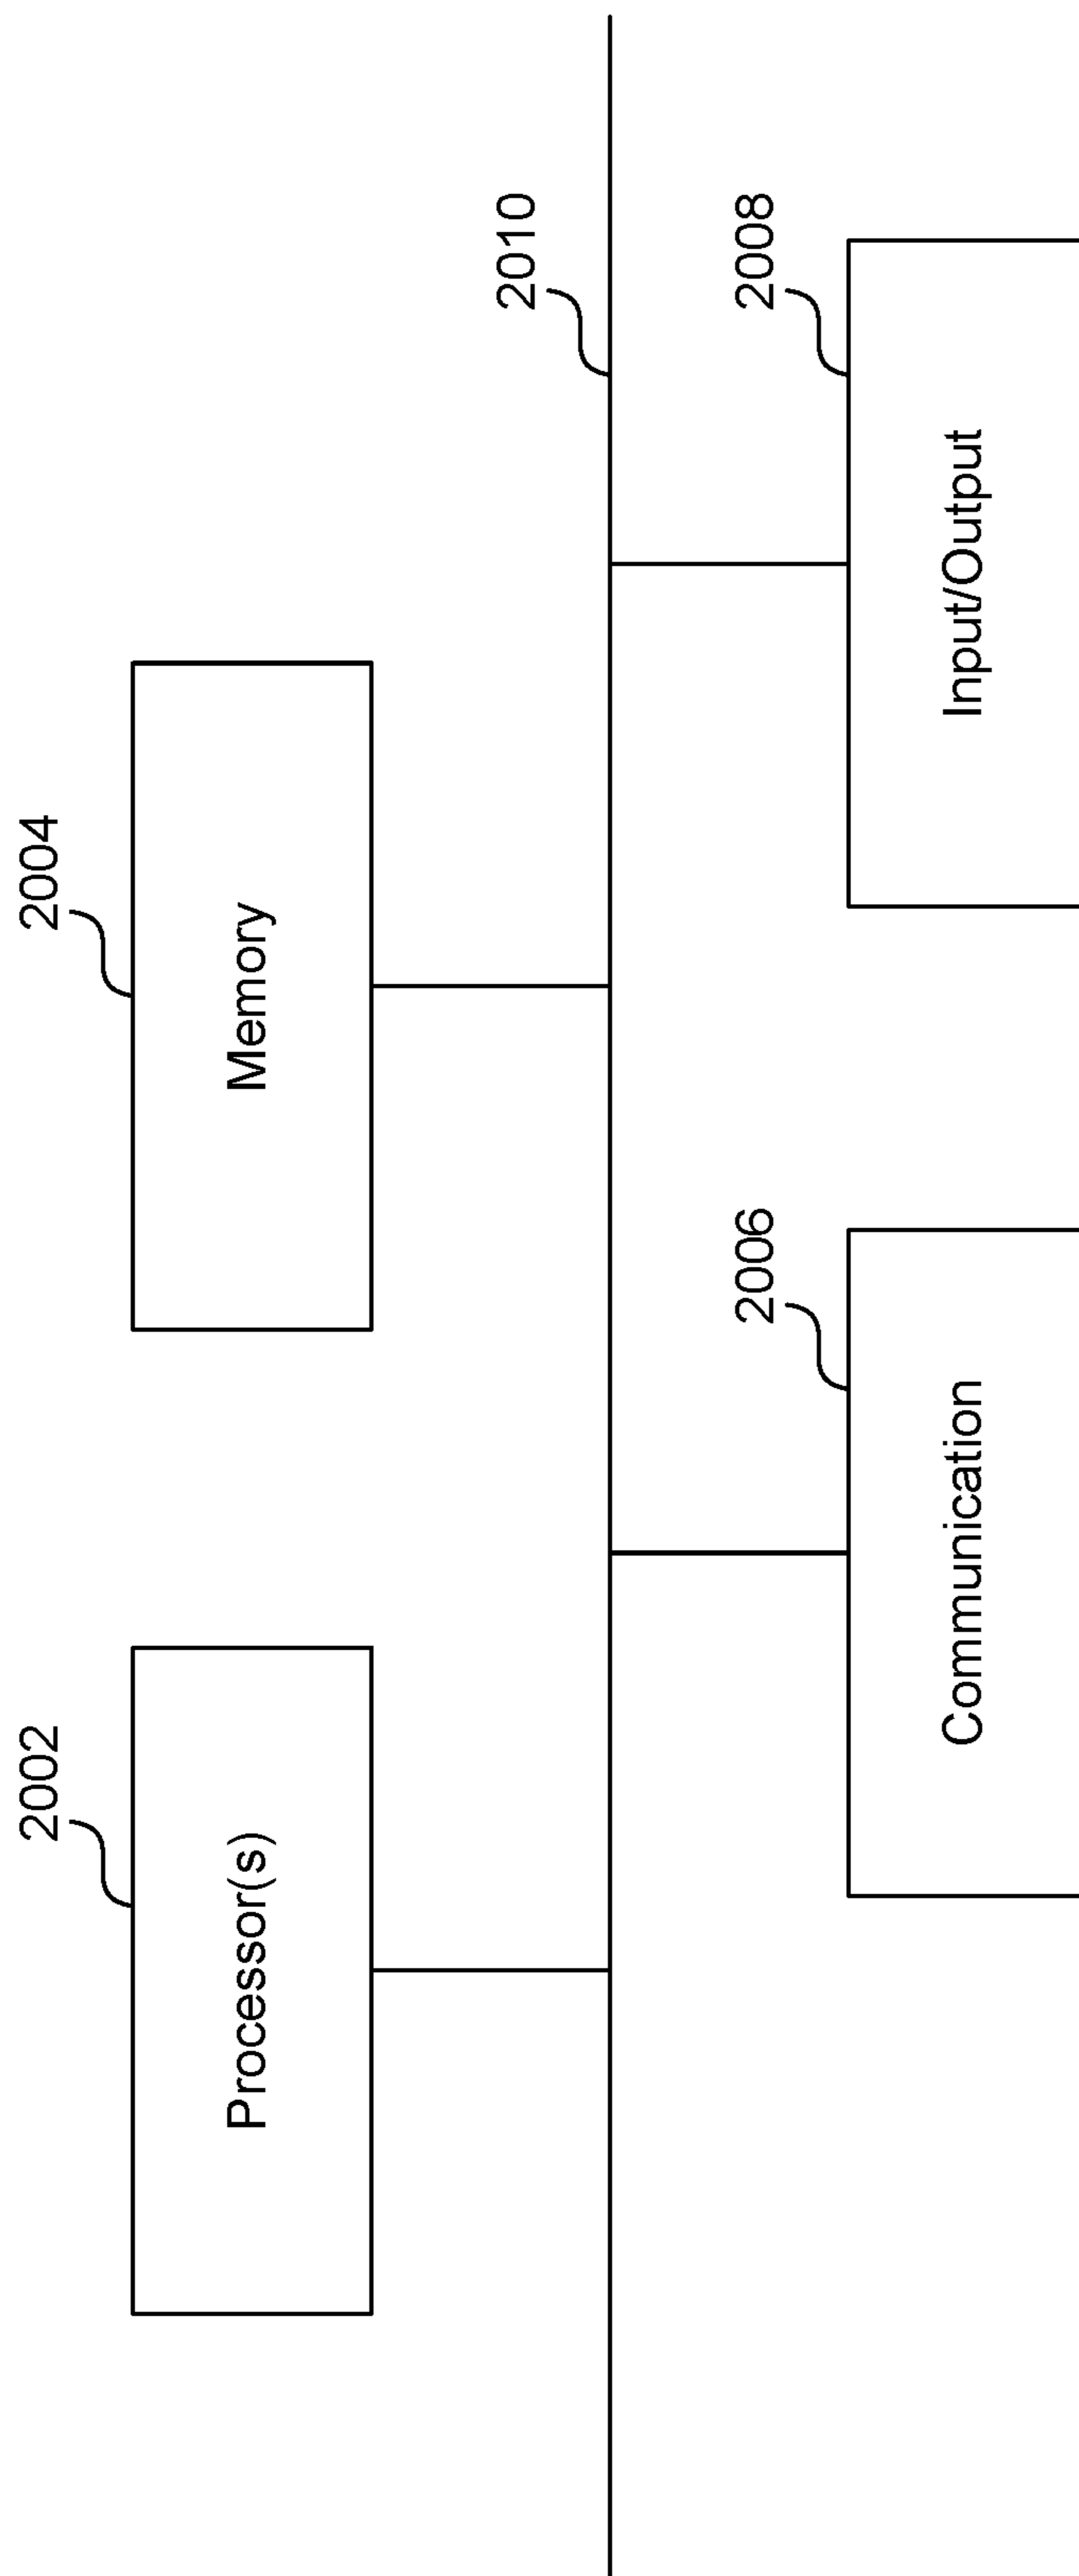 2002
Processor(s)
2004
Memory
2010
2006
Communication
2008
Input/Output